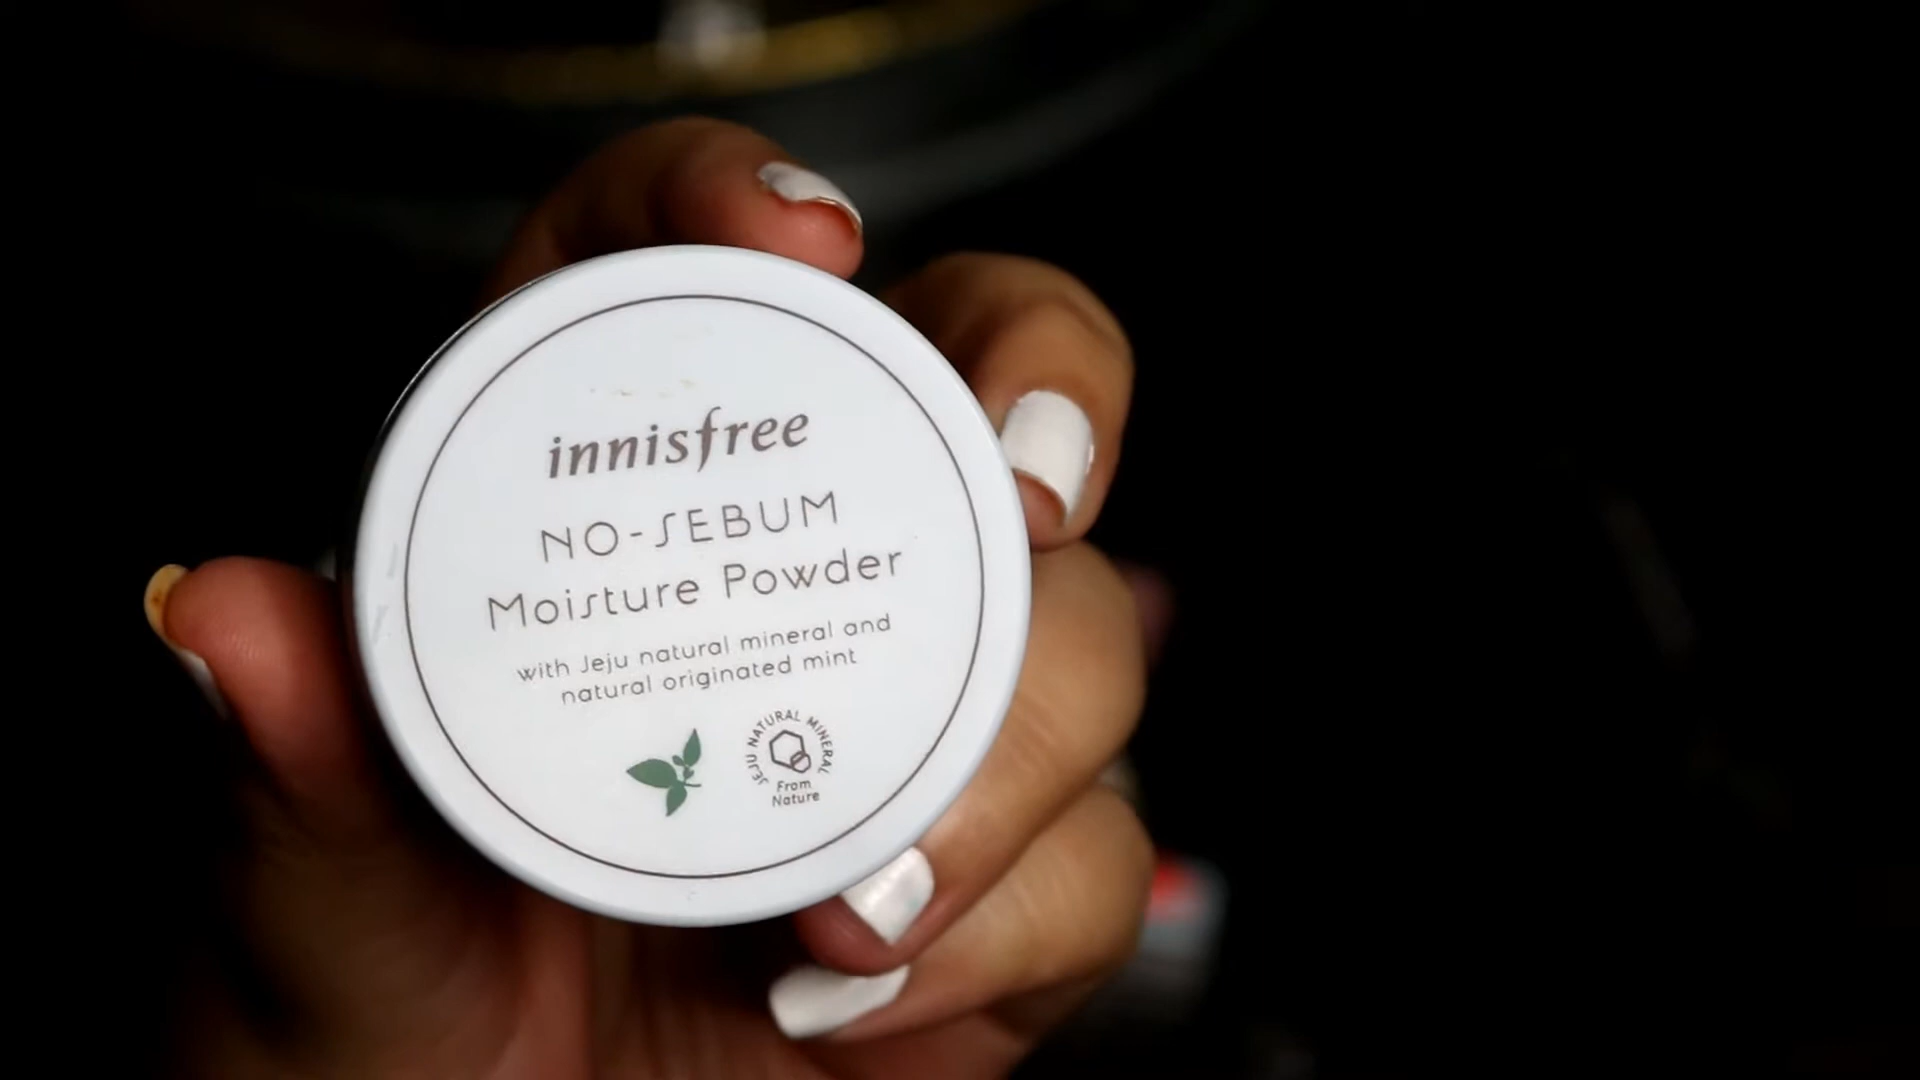 innisfree
NO-SEBUM
Moisture Powder
with Jeju natural mineral and
natural originated mint
JEJU NATURAL MINERAL
From
Nature